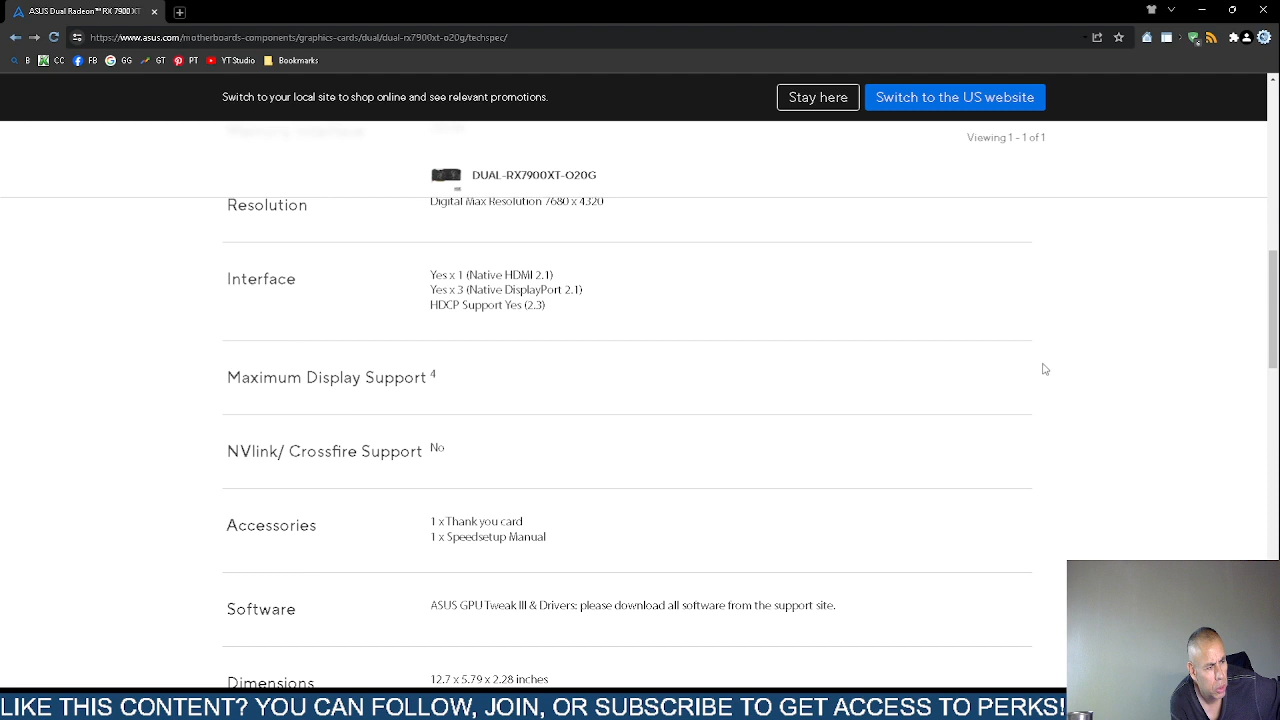 ASUS Dual Radeon™ RX 7900 XT
https://www.asus.com/motherboards-components/graphics-cards/dual/dual-rx7900xt-o20g/techspec/
B CC FB GG GT PT YT Studio Bookmarks
Switch to your local site to shop online and see relevant promotions.
Stay here
Switch to the US website
Memory Interface
Viewing 1 - 1 of 1
DUAL-RX7900XT-O20G
Resolution
Digital Max Resolution 7680 x 4320
Interface
Yes x 1 (Native HDMI 2.1)
Yes x 3 (Native DisplayPort 2.1)
HDCP Support Yes (2.3)
Maximum Display Support
4
NVlink/ Crossfire Support
No
Accessories
1 x Thank you card
1 x Speedsetup Manual
Software
ASUS GPU Tweak III & Drivers: please download all software from the support site.
Dimensions
12.7 x 5.79 x 2.28 inches
LIKE THIS CONTENT? YOU CAN FOLLOW, JOIN, OR SUBSCRIBE TO GET ACCESS TO PERKS!